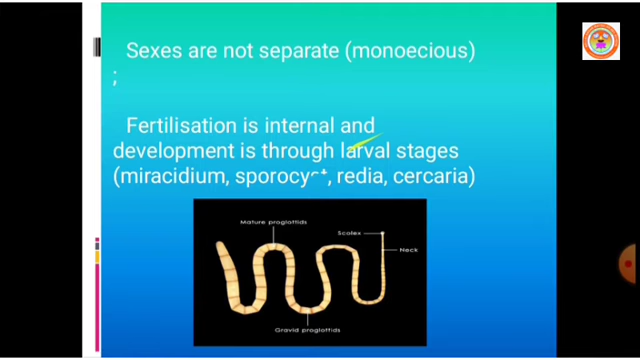 Sexes are not separate (monoecious)
;
Fertilisation is internal and
development is through larval stages
(miracidium, sporocyst, redia, cercaria)
Mature proglottids
Scolex
Neck
Gravid proglottids